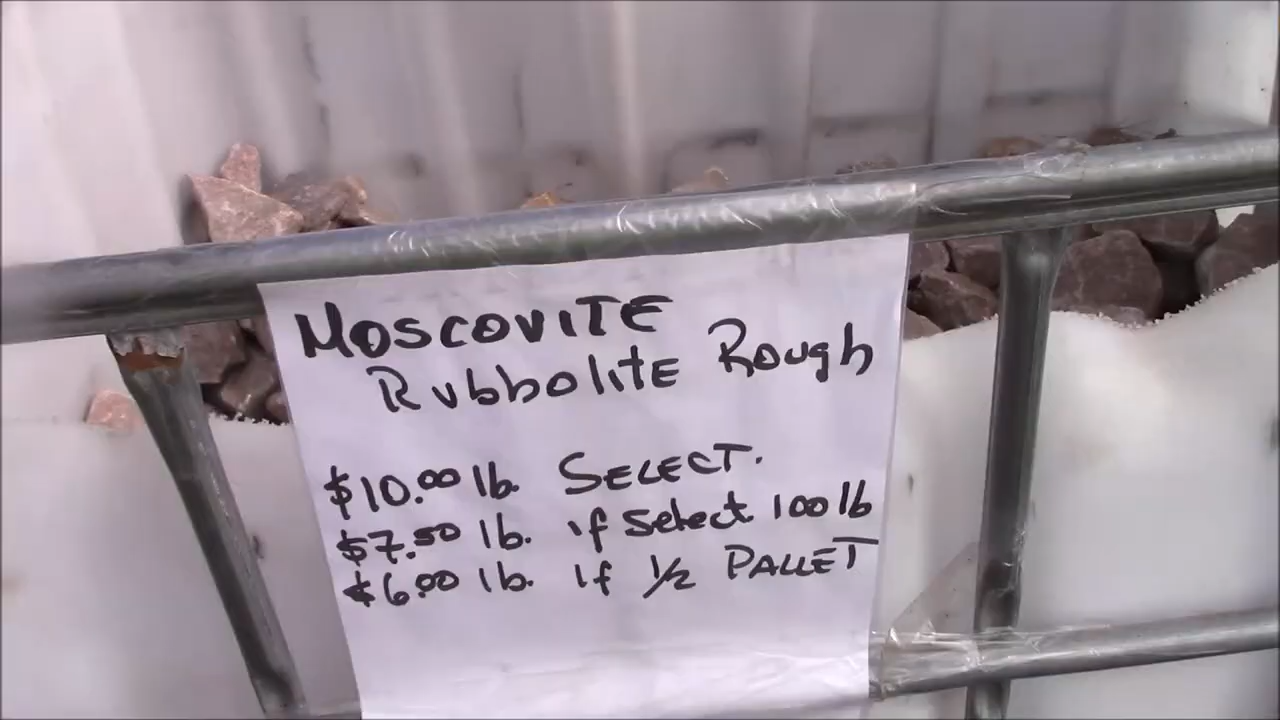 MOSCOVITE
RubboLITE Rough
$10.00 lb. SELECT.
$7.50 lb. if Select 100 lb
$6.00 lb. If 1/2 PALLET